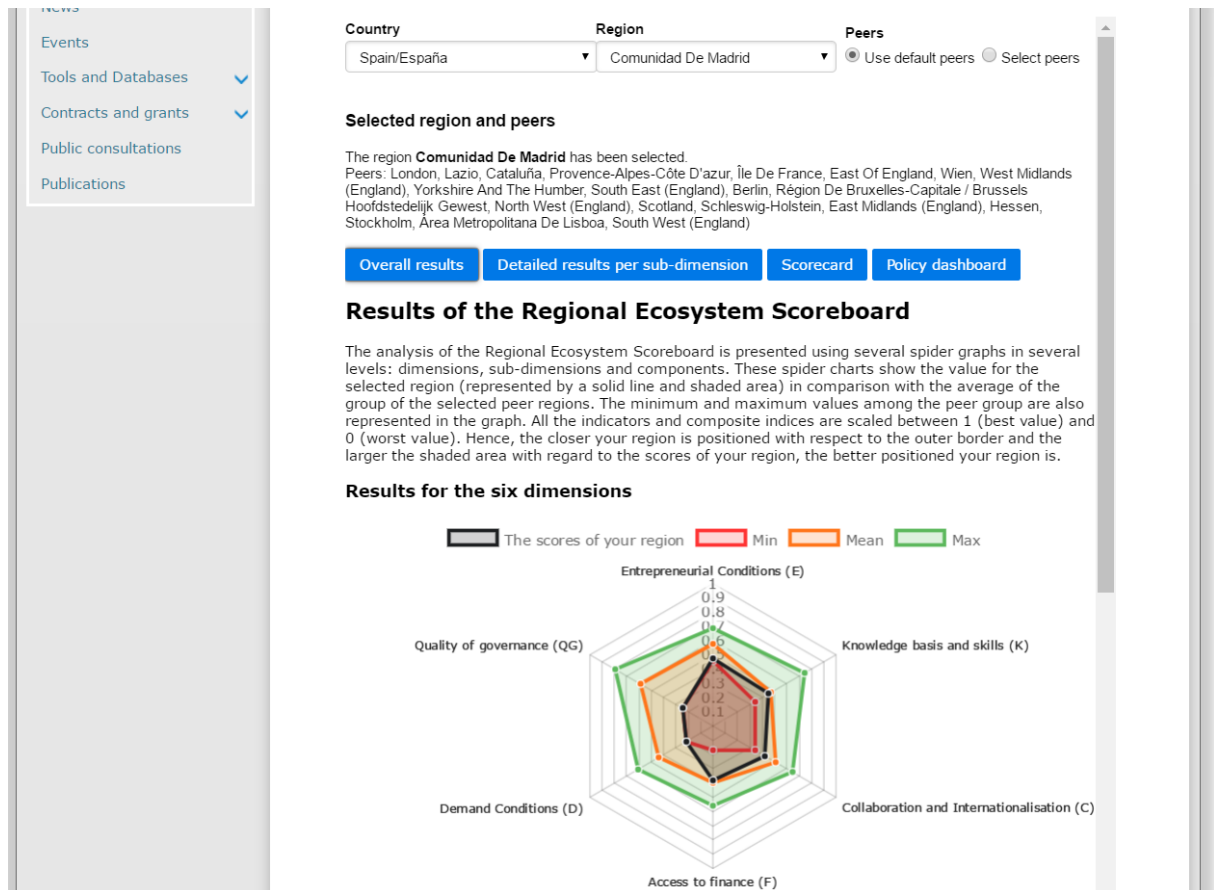 News
Events
Tools and Databases
Contracts and grants
Public consultations
Publications
Country
Region
Peers
Spain/España
Comunidad De Madrid
Use default peers
Select peers
Selected region and peers
The region Comunidad De Madrid has been selected.
Peers: London, Lazio, Cataluña, Provence-Alpes-Côte D'azur, Île De France, East Of England, Wien, West Midlands
(England), Yorkshire And The Humber, South East (England), Berlin, Région De Bruxelles-Capitale / Brussels
Hoofdstedelijk Gewest, North West (England), Scotland, Schleswig-Holstein, East Midlands (England), Hessen,
Stockholm, Área Metropolitana De Lisboa, South West (England)
Overall results
Detailed results per sub-dimension
Scorecard
Policy dashboard
Results of the Regional Ecosystem Scoreboard
The analysis of the Regional Ecosystem Scoreboard is presented using several spider graphs in several
levels: dimensions, sub-dimensions and components. These spider charts show the value for the
selected region (represented by a solid line and shaded area) in comparison with the average of the
group of the selected peer regions. The minimum and maximum values among the peer group are also
represented in the graph. All the indicators and composite indices are scaled between 1 (best value) and
0 (worst value). Hence, the closer your region is positioned with respect to the outer border and the
larger the shaded area with regard to the scores of your region, the better positioned your region is.
Results for the six dimensions
The scores of your region
Min
Mean
Max
Entrepreneurial Conditions (E)
1
0.9
0.8
0.7
0.6
0.5
0.4
0.3
0.2
0.1
Quality of governance (QG)
Knowledge basis and skills (K)
Demand Conditions (D)
Collaboration and Internationalisation (C)
Access to finance (F)